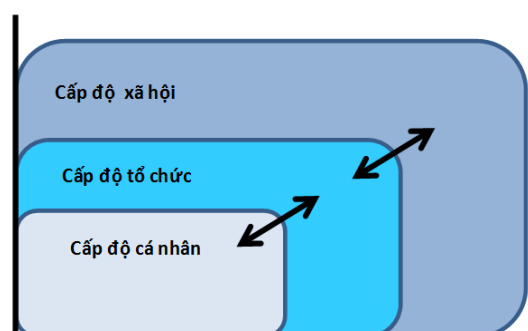 Cấp độ xã hội
Cấp độ tổ chức
Cấp độ cá nhân